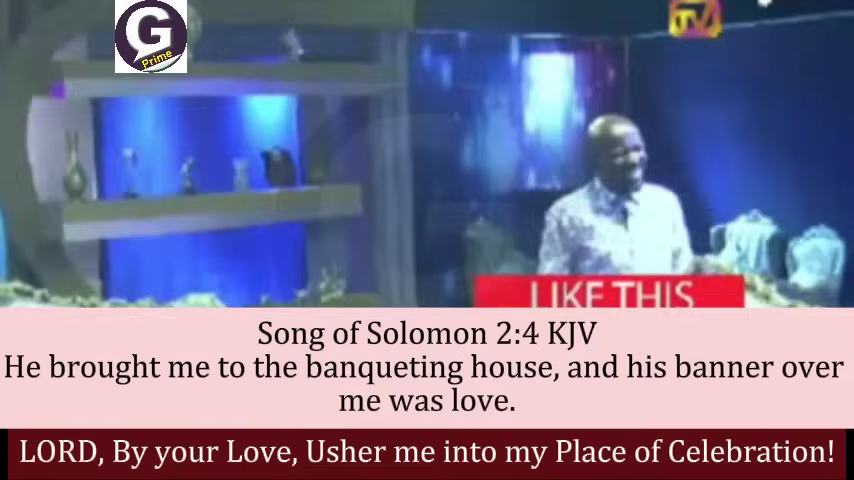 G
Prime
TV
LIKE THIS
Song of Solomon 2:4 KJV
He brought me to the banqueting house, and his banner over
me was love.
LORD, By your Love, Usher me into my Place of Celebration!